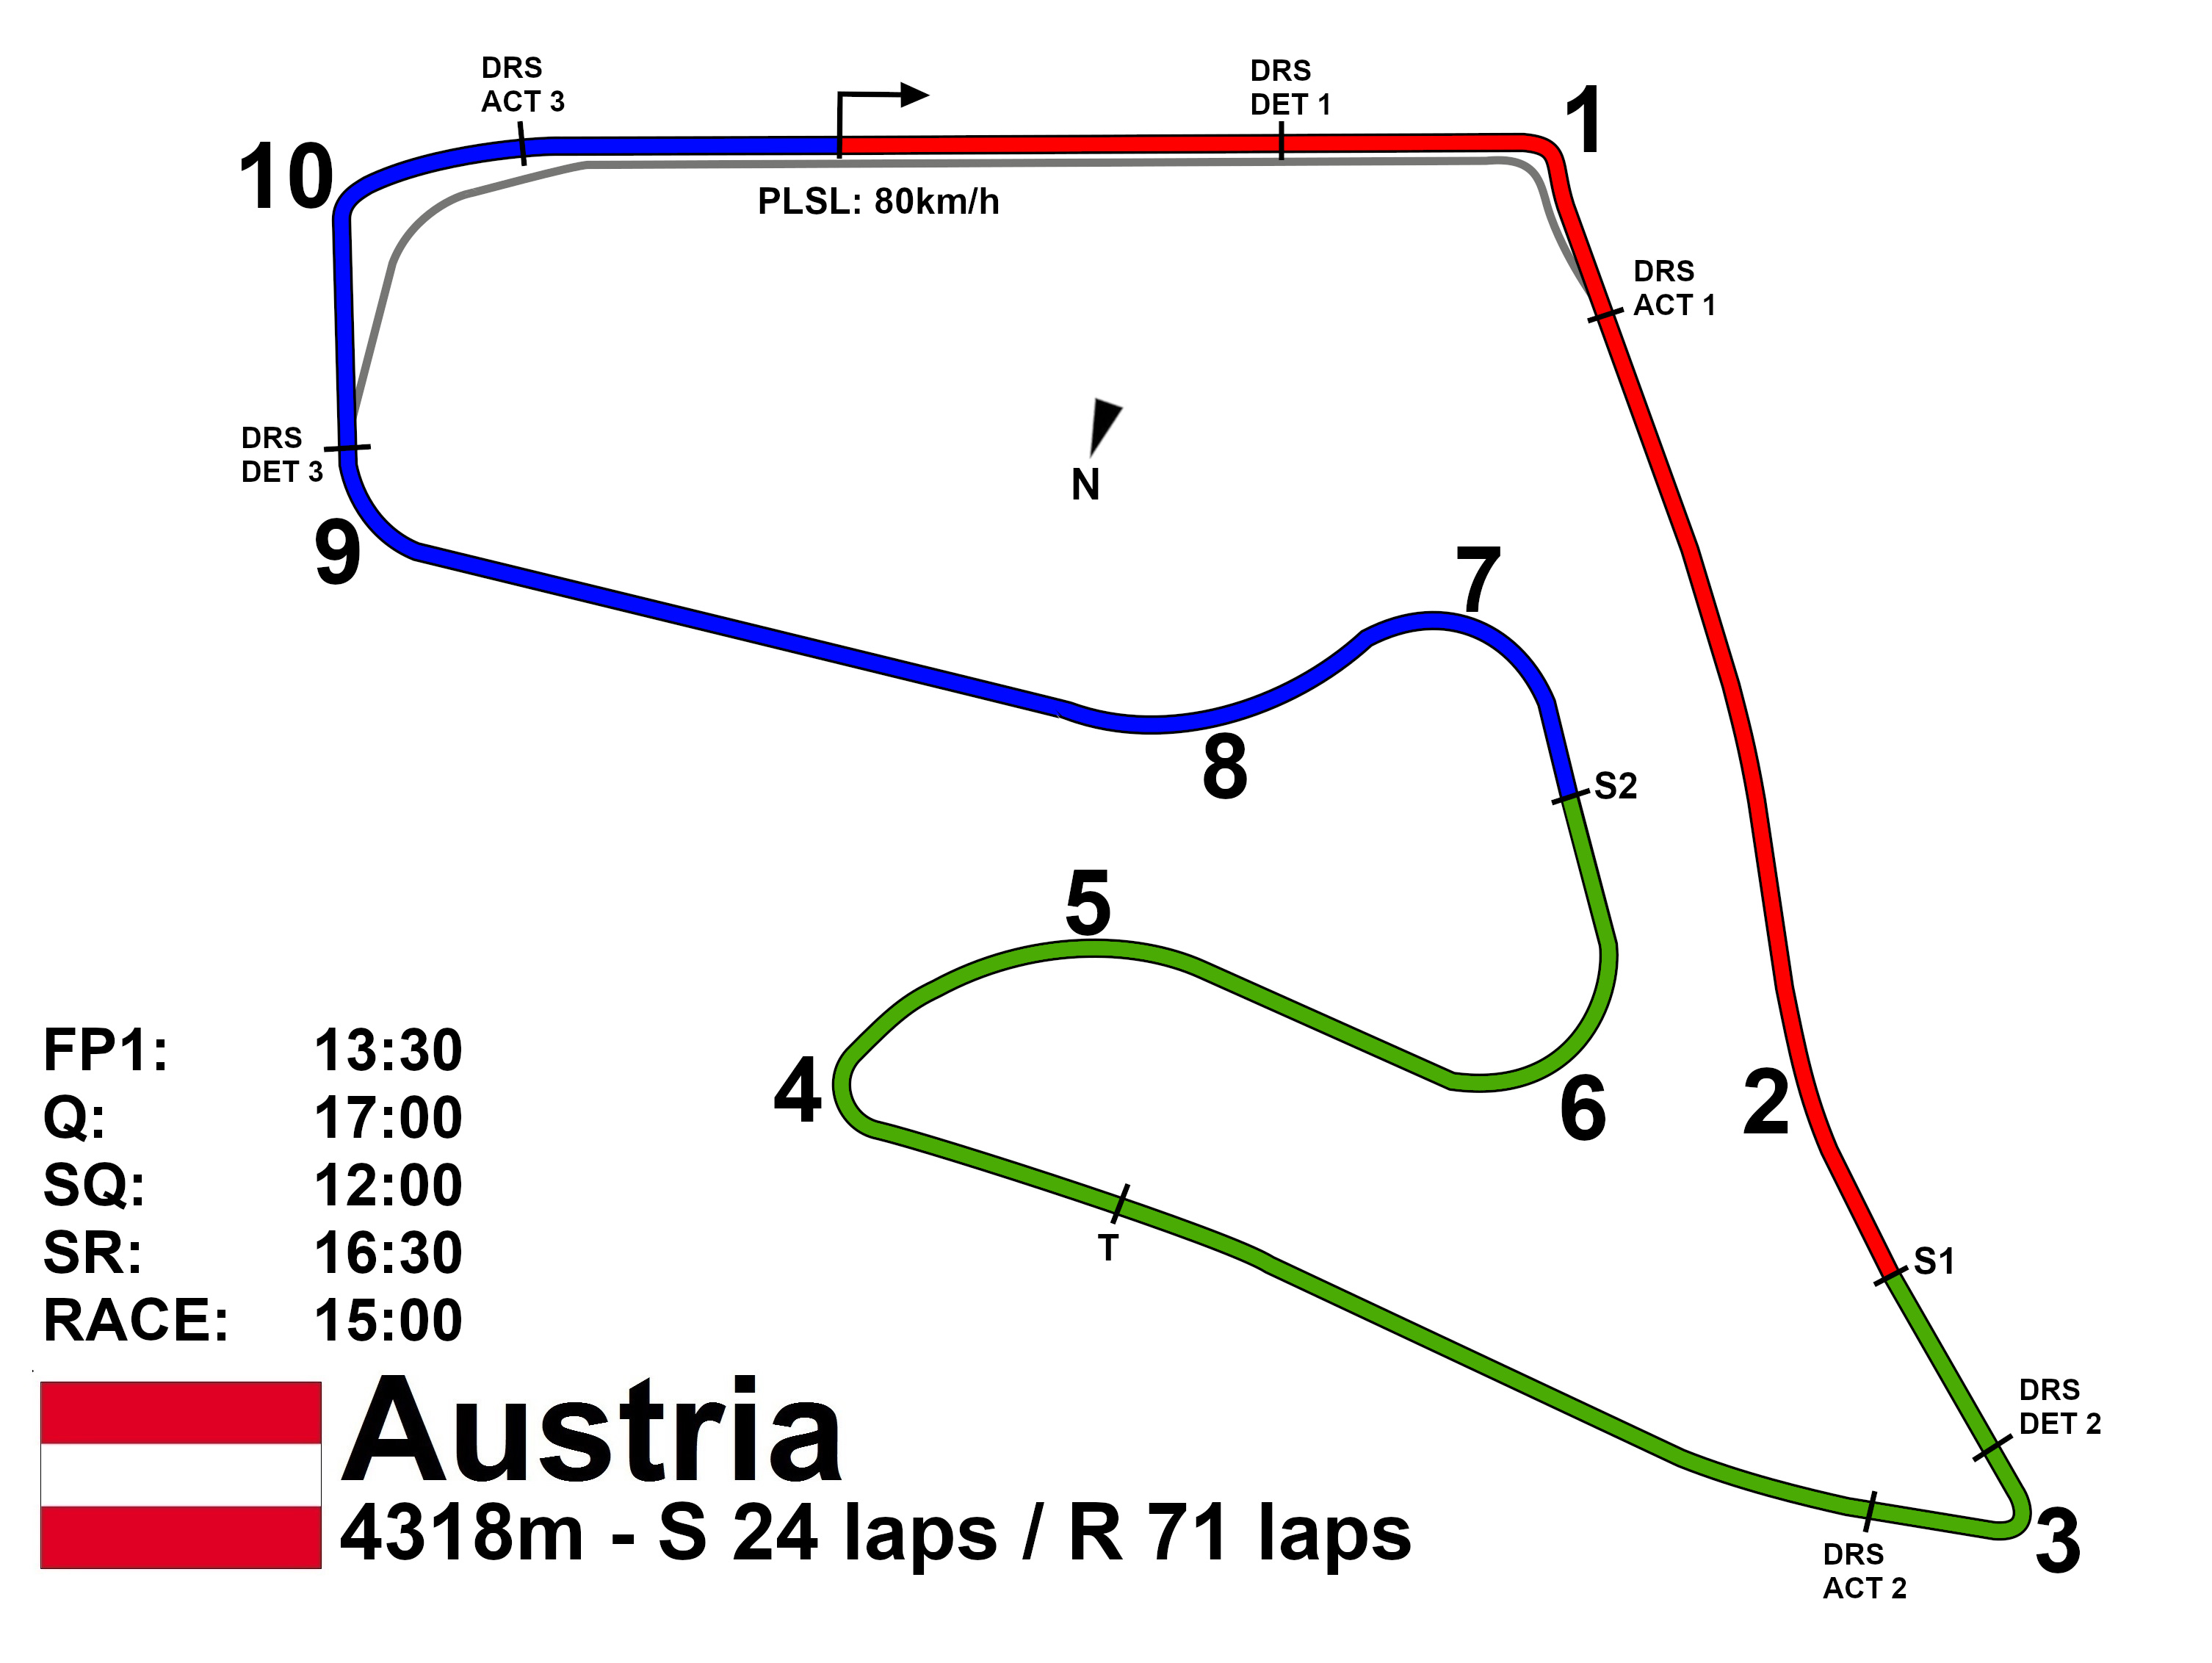 DRS
ACT 3
DRS
DET 1
1
10
PLSL: 80km/h
DRS
ACT 1
DRS
DET 3
N
9
7
8
S2
5
4
6
2
T
S1
FP1: 13:30
Q: 17:00
SQ: 12:00
SR: 16:30
RACE: 15:00
DRS
DET 2
3
DRS
ACT 2
Austria
4318m - S 24 laps / R 71 laps